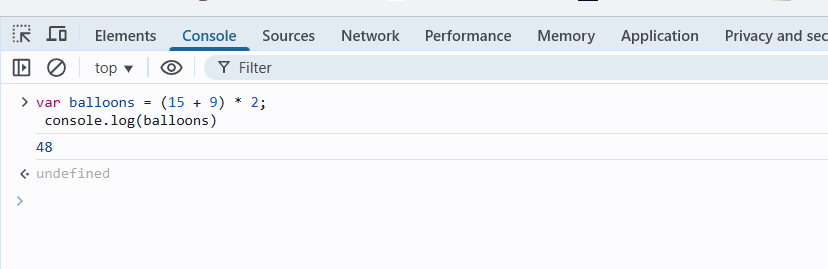 Elements Console Sources Network Performance Memory Application Privacy and sec
top Filter
var balloons = (15 + 9) * 2;
console.log(balloons)
48
undefined